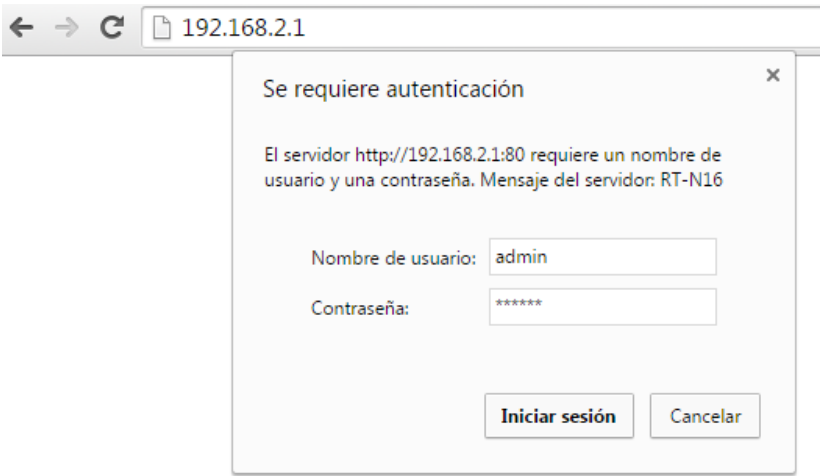 192.168.2.1
Se requiere autenticación
El servidor http://192.168.2.1:80 requiere un nombre de
usuario y una contraseña. Mensaje del servidor: RT-N16
Nombre de usuario: admin
Contraseña: ******
Iniciar sesión Cancelar